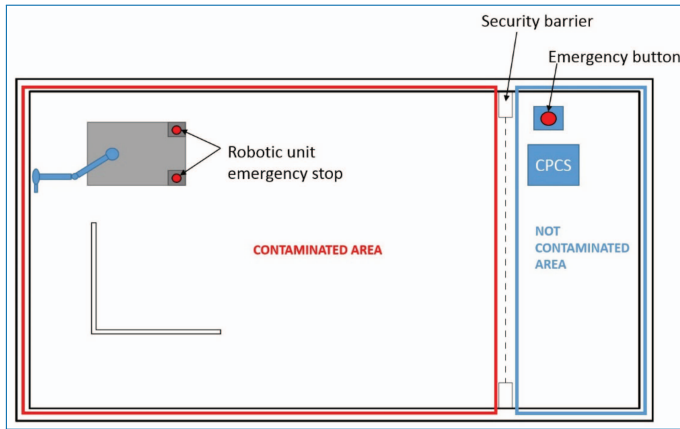 Security barrier
Emergency button
Robotic unit
emergency stop
CPCS
CONTAMINATED AREA
NOT
CONTAMINATED
AREA